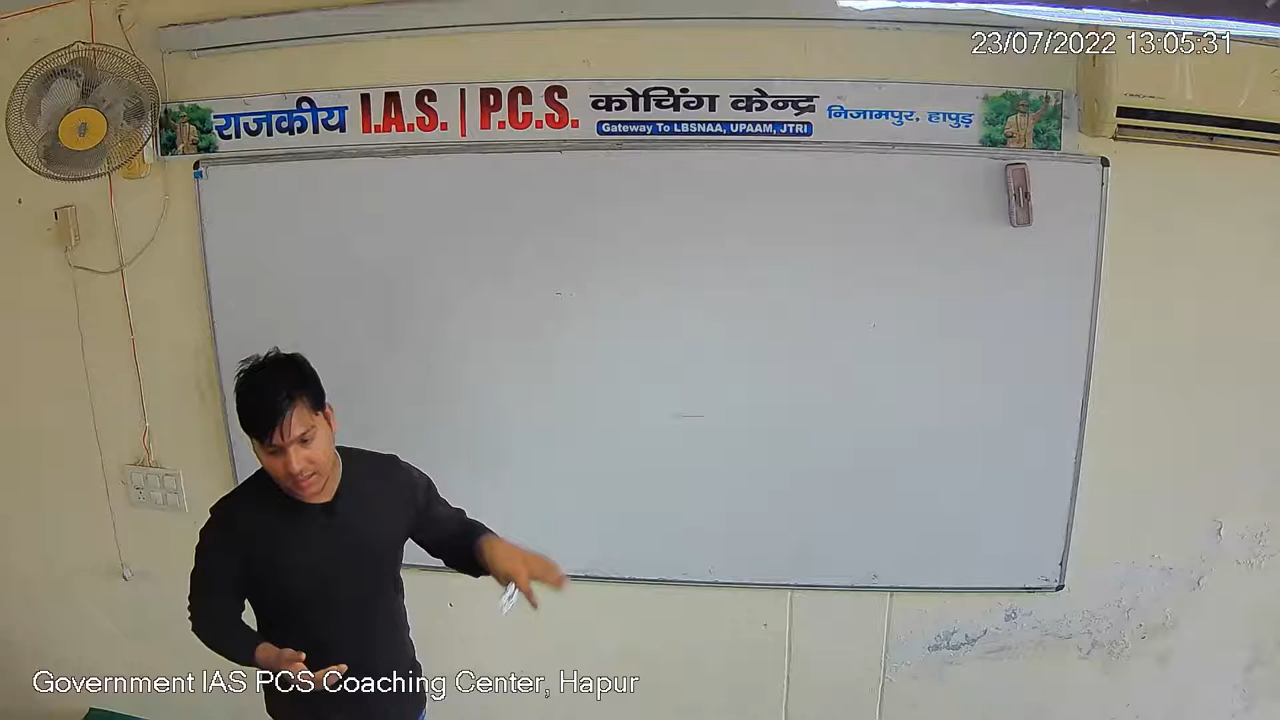 23/07/2022 13:05:31
राजकीय I.A.S. | P.C.S. कोचिंग केन्द्र निजामपुर, हापुड़
Gateway To LBSNAA, UPAAM, JTRI
Government IAS PCS Coaching Center, Hapur